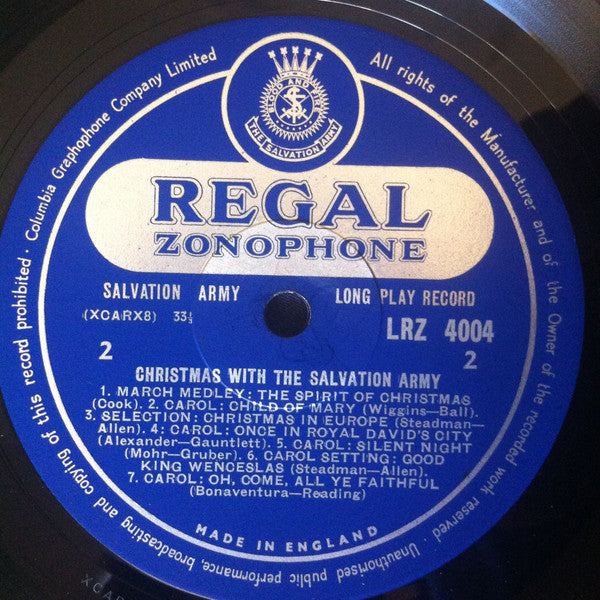 Columbia Graphophone Company Limited
All rights of the Manufacturer and of the Owner of the recorded work reserved · Unauthorised public performance, broadcasting and copying of this record prohibited ·
BLOOD AND FIRE
THE SALVATION ARMY
REGAL
ZONOPHONE
SALVATION ARMY LONG PLAY RECORD
(XCARX8) 33⅓ LRZ 4004
2 2
CHRISTMAS WITH THE SALVATION ARMY
1. MARCH MEDLEY: THE SPIRIT OF CHRISTMAS
(Cook). 2. CAROL: CHILD OF MARY (Wiggins—Ball).
3. SELECTION: CHRISTMAS IN EUROPE (Steadman—
Allen). 4: CAROL: ONCE IN ROYAL DAVID'S CITY
(Alexander—Gauntlett). 5. CAROL: SILENT NIGHT
(Mohr—Gruber). 6. CAROL SETTING: GOOD
KING WENCESLAS (Steadman—Allen).
7. CAROL: OH, COME, ALL YE FAITHFUL
(Bonaventura—Reading)
MADE IN ENGLAND